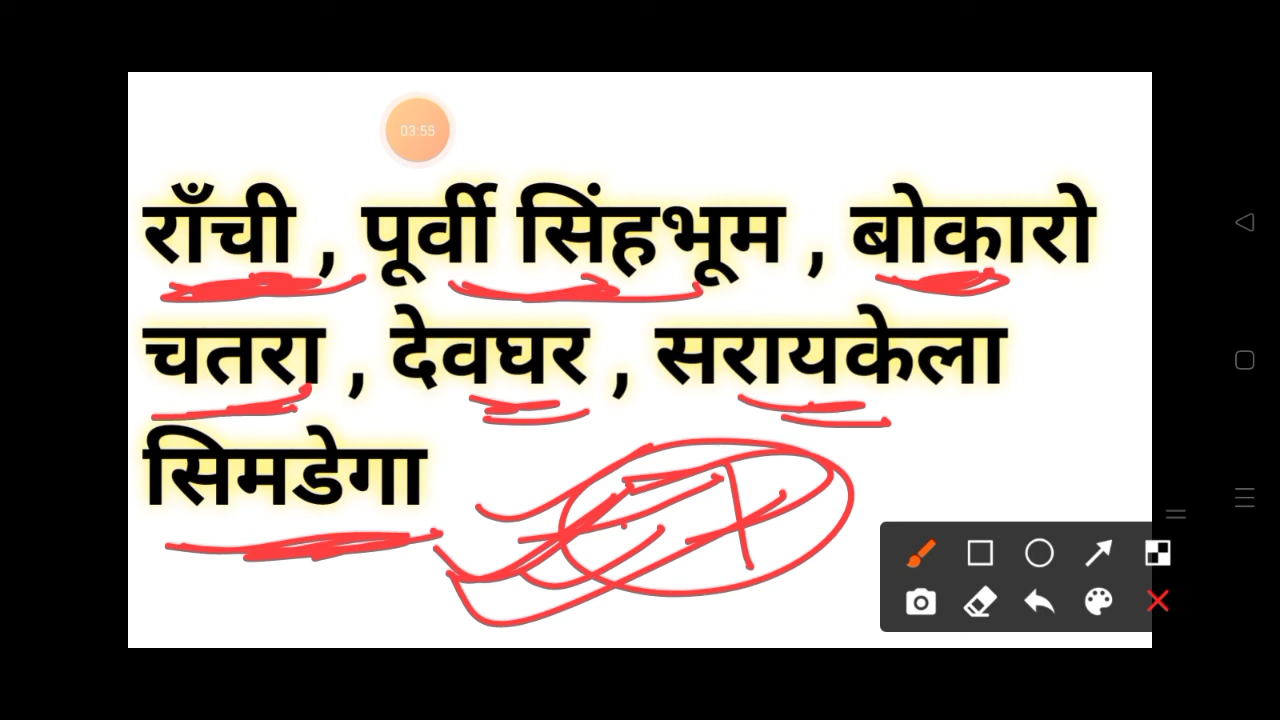 03:55
राँची , पूर्वी सिंहभूम , बोकारो
चतरा , देवघर , सरायकेला
सिमडेगा